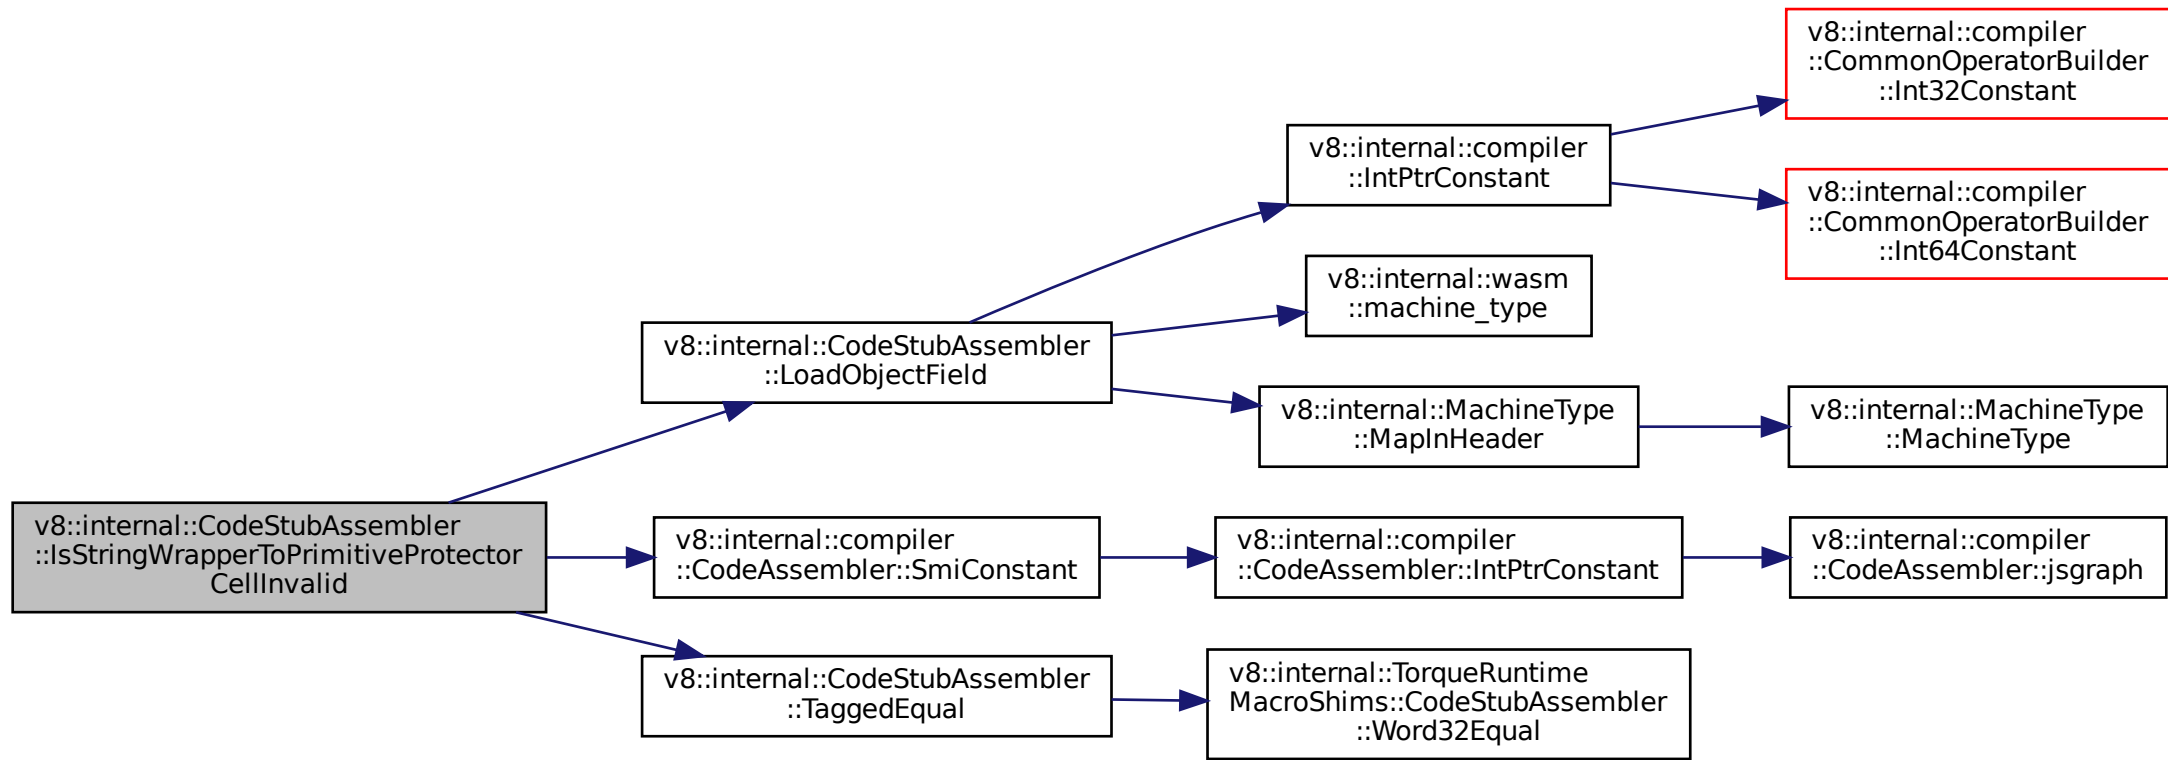 v8::internal::compiler
::CommonOperatorBuilder
::Int32Constant
v8::internal::compiler
::IntPtrConstant
v8::internal::compiler
::CommonOperatorBuilder
::Int64Constant
v8::internal::wasm
::machine_type
v8::internal::CodeStubAssembler
::LoadObjectField
v8::internal::MachineType
::MapInHeader
v8::internal::MachineType
::MachineType
v8::internal::CodeStubAssembler
::IsStringWrapperToPrimitiveProtector
CellInvalid
v8::internal::compiler
::CodeAssembler::SmiConstant
v8::internal::compiler
::CodeAssembler::IntPtrConstant
v8::internal::compiler
::CodeAssembler::jsgraph
v8::internal::CodeStubAssembler
::TaggedEqual
v8::internal::TorqueRuntime
MacroShims::CodeStubAssembler
::Word32Equal